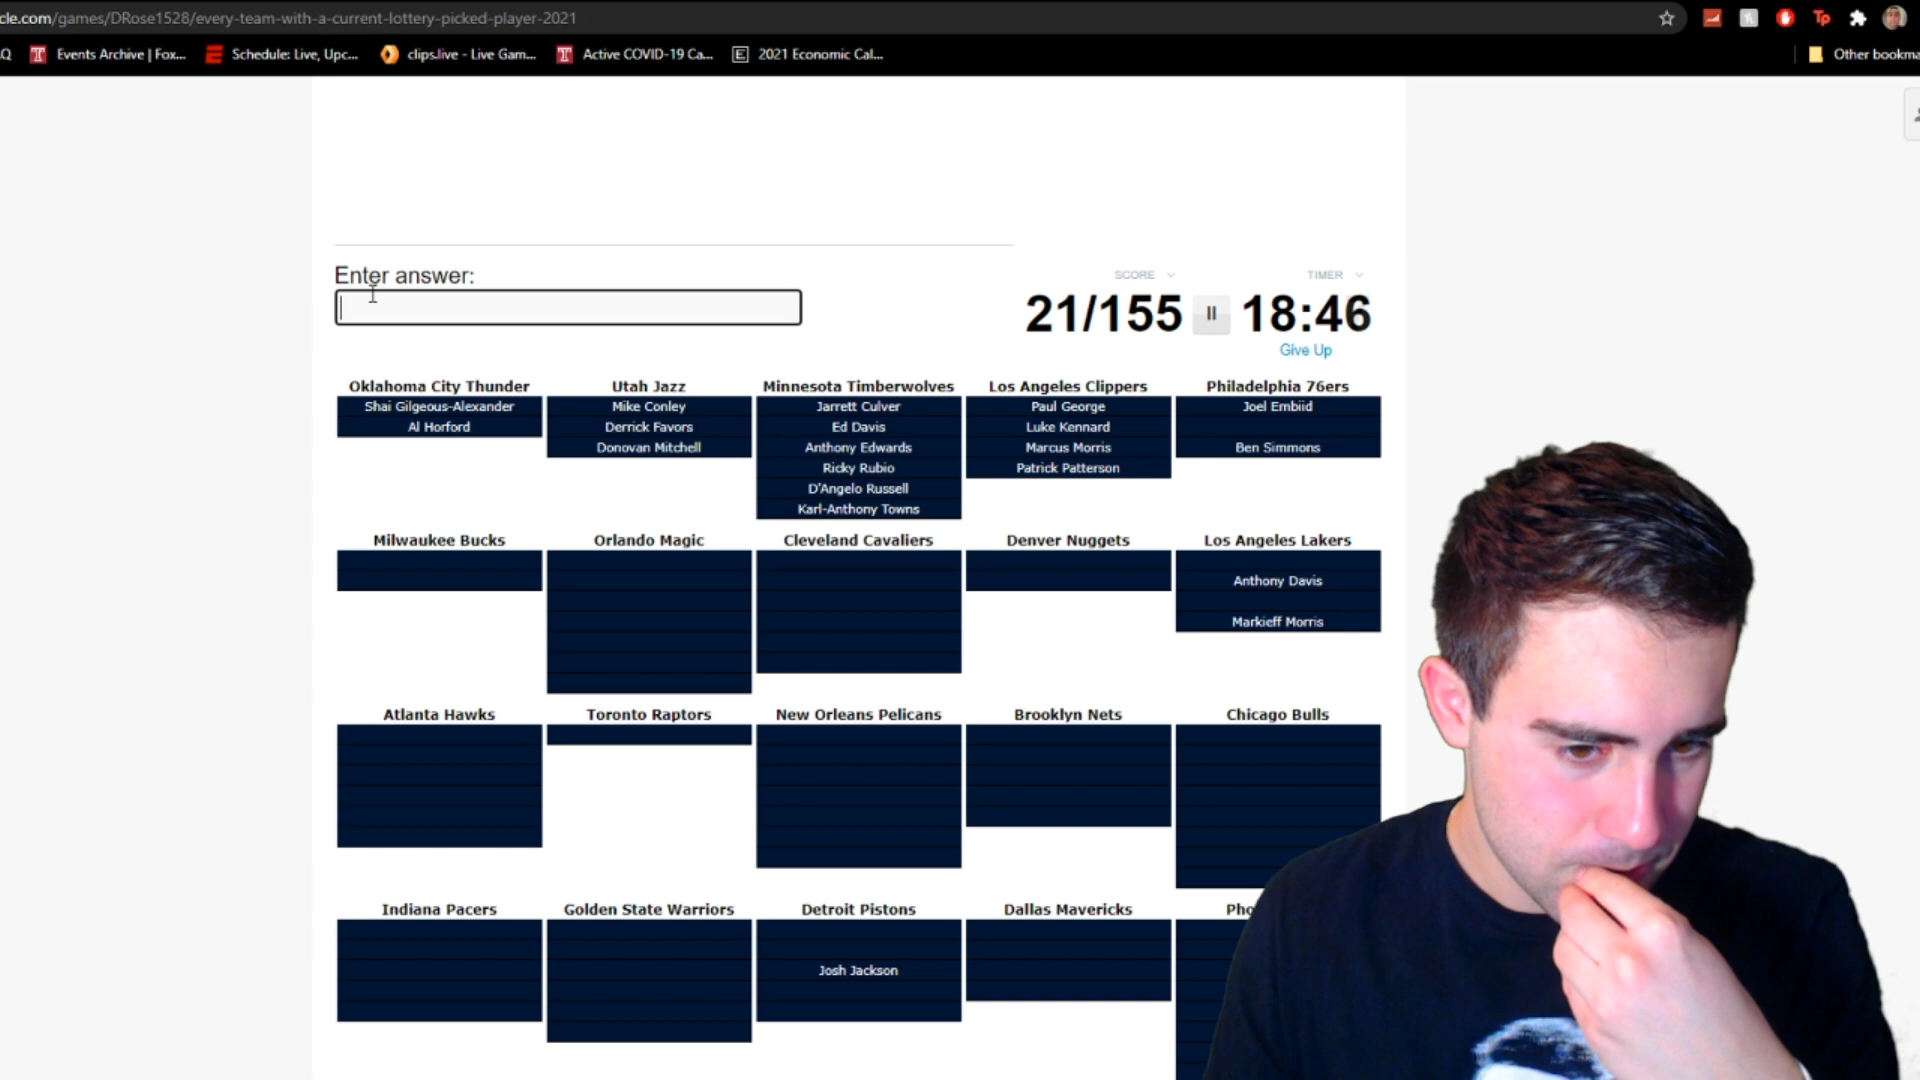 cle.com/games/DRose1528/every-team-with-a-current-lottery-picked-player-2021
Q Events Archive | Fox... Schedule: Live, Upc... clips.live - Live Gam... Active COVID-19 Ca... 2021 Economic Cal... Other bookma
Enter answer:
SCORE TIMER
21/155 18:46
Give Up
Oklahoma City Thunder Utah Jazz Minnesota Timberwolves Los Angeles Clippers Philadelphia 76ers
Shai Gilgeous-Alexander Mike Conley Jarrett Culver Paul George Joel Embiid
Al Horford Derrick Favors Ed Davis Luke Kennard
Donovan Mitchell Anthony Edwards Marcus Morris Ben Simmons
Ricky Rubio Patrick Patterson
D'Angelo Russell
Karl-Anthony Towns
Milwaukee Bucks Orlando Magic Cleveland Cavaliers Denver Nuggets Los Angeles Lakers
Anthony Davis
Markieff Morris
Atlanta Hawks Toronto Raptors New Orleans Pelicans Brooklyn Nets Chicago Bulls
Indiana Pacers Golden State Warriors Detroit Pistons Dallas Mavericks Pho
Josh Jackson